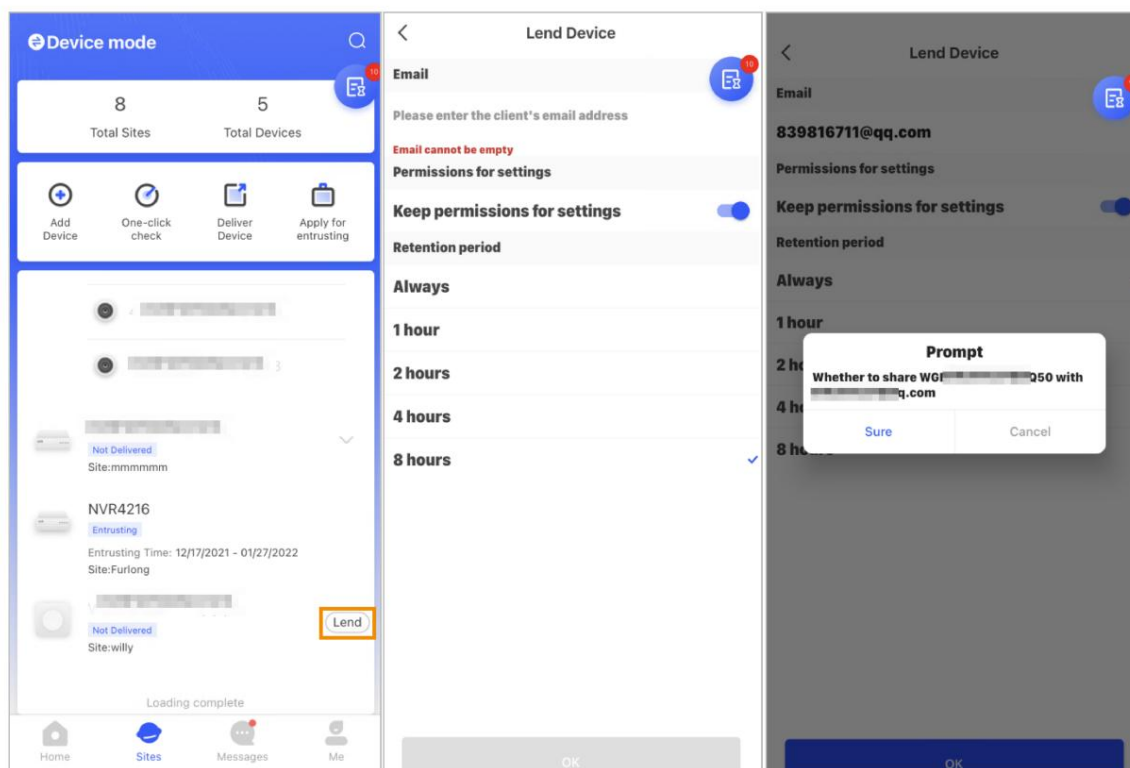 Device mode
10
8 5
Total Sites Total Devices
Add Device One-click check Deliver Device Apply for entrusting
Not Delivered
Site:mmmmmm
NVR4216
Entrusting
Entrusting Time: 12/17/2021 - 01/27/2022
Site:Furlong
Lend
Not Delivered
Site:willy
Loading complete
Home Sites Messages Me
Lend Device
Email
10
Please enter the client's email address
Email cannot be empty
Permissions for settings
Keep permissions for settings
Retention period
Always
1 hour
2 hours
4 hours
8 hours
OK
Lend Device
Email
839816711@qq.com
Permissions for settings
Keep permissions for settings
Retention period
Always
1 hour
Prompt
Whether to share WG Q50 with
q.com
Sure Cancel
OK